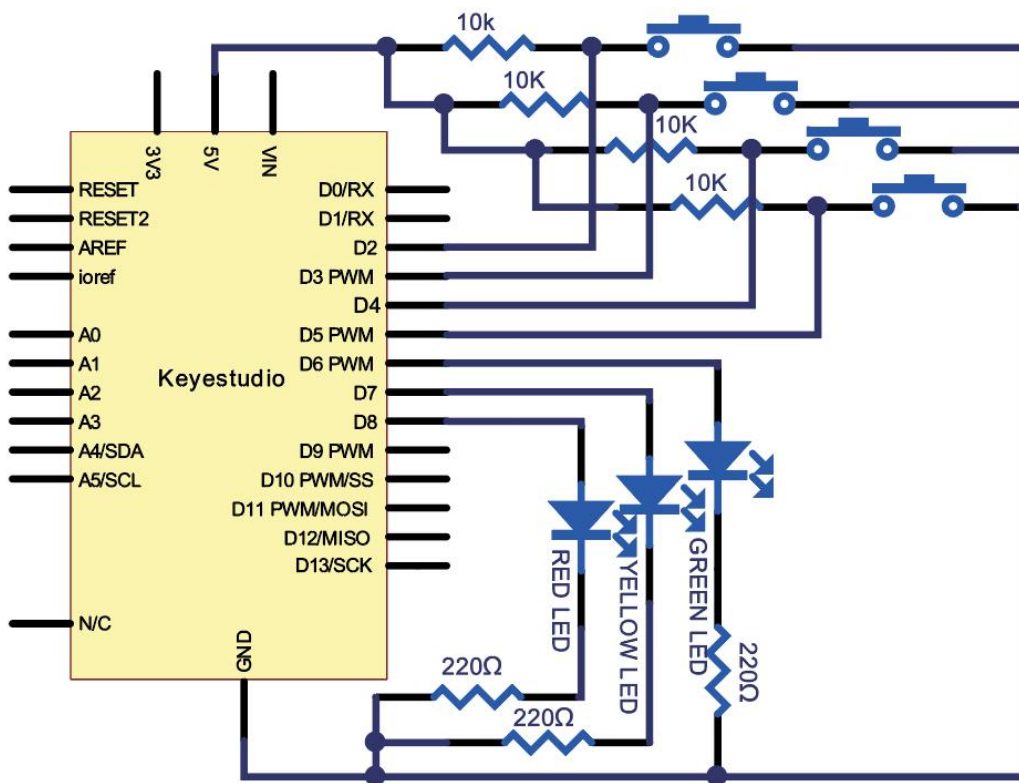 10k
10K
10K
10K
3V3
5V
VIN
RESET
RESET2
AREF
ioref
A0
A1
A2
A3
A4/SDA
A5/SCL
N/C
Keyestudio
D0/RX
D1/RX
D2
D3 PWM
D4
D5 PWM
D6 PWM
D7
D8
D9 PWM
D10 PWM/SS
D11 PWM/MOSI
D12/MISO
D13/SCK
GND
RED LED
YELLOW LED
GREEN LED
220Ω
220Ω
220Ω